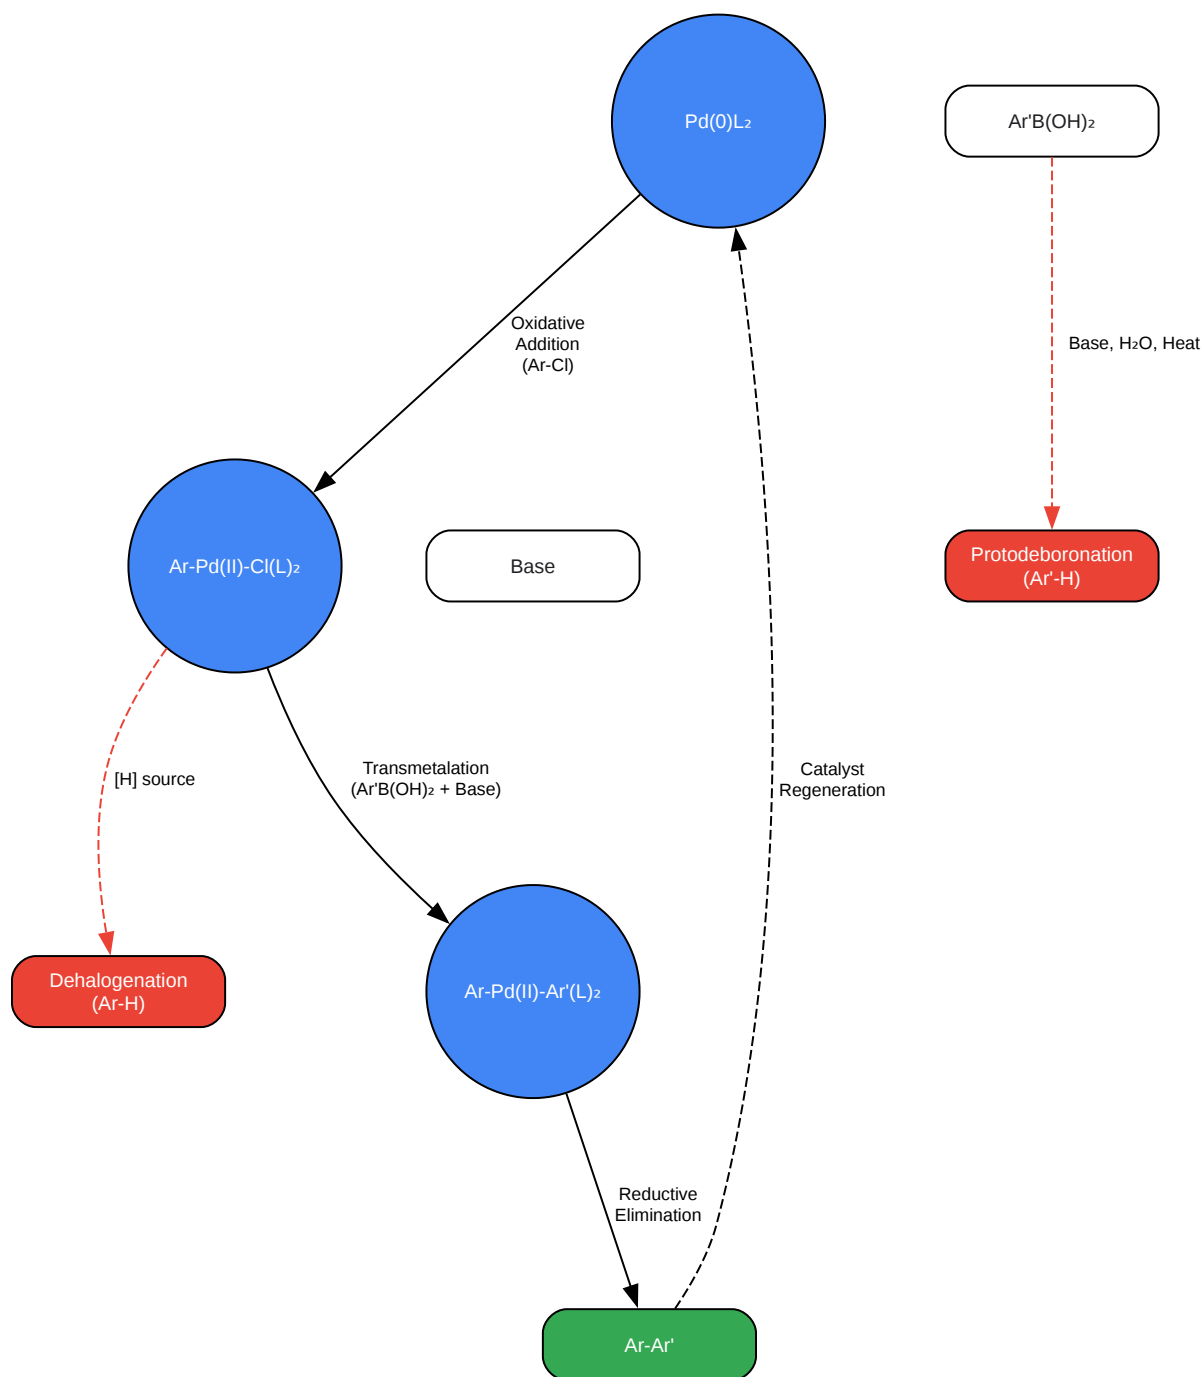 Pd(0)L₂
Ar'B(OH)₂
Oxidative
Addition
(Ar-Cl)
Base, H₂O, Heat
Ar-Pd(II)-Cl(L)₂
Base
Protodeboronation
(Ar'-H)
[H] source
Transmetalation
(Ar'B(OH)₂ + Base)
Catalyst
Regeneration
Dehalogenation
(Ar-H)
Ar-Pd(II)-Ar'(L)₂
Reductive
Elimination
Ar-Ar'